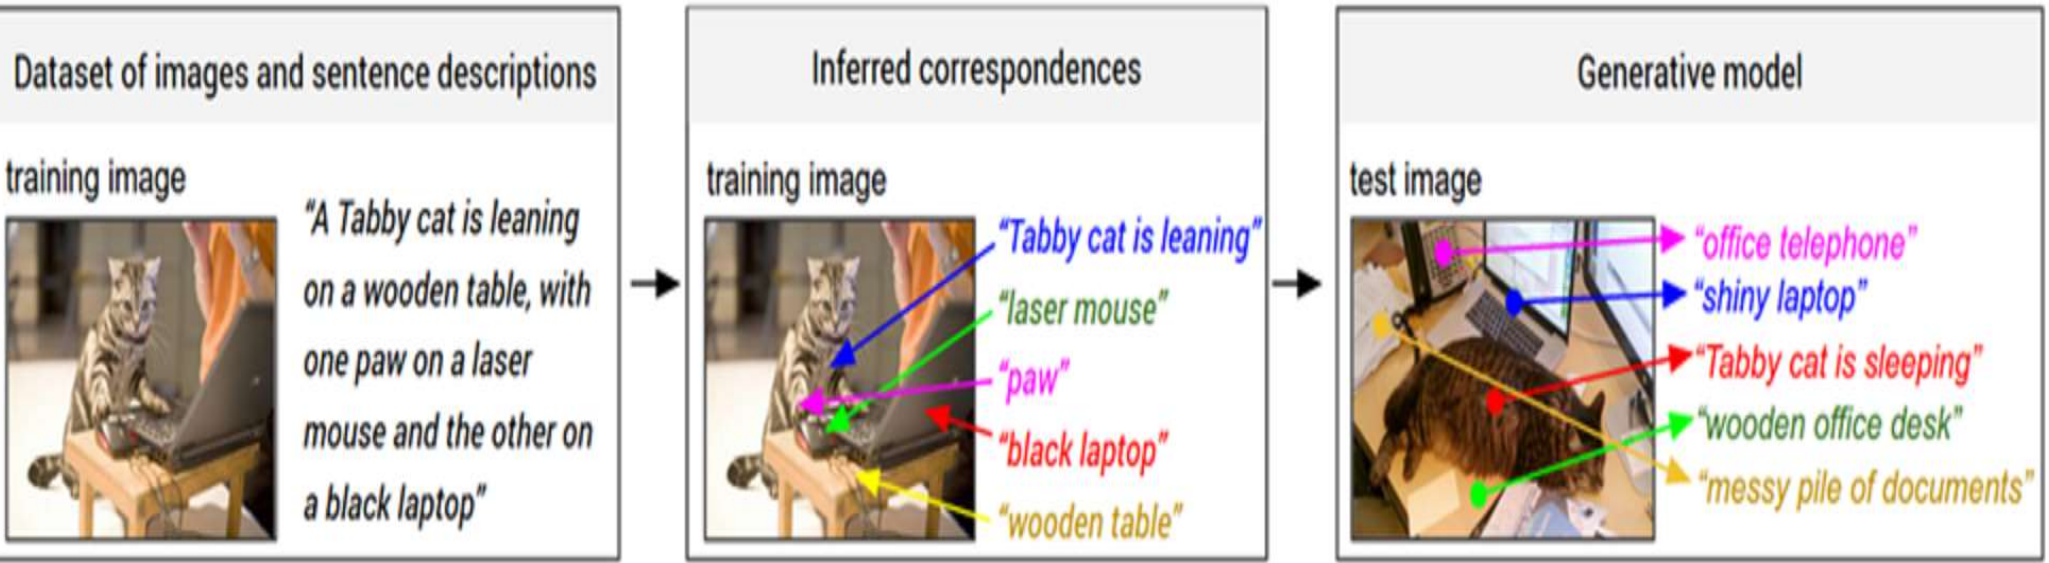 Dataset of images and sentence descriptions
training image
“A Tabby cat is leaning
on a wooden table, with
one paw on a laser
mouse and the other on
a black laptop”
Inferred correspondences
training image
“Tabby cat is leaning”
“laser mouse”
“paw”
“black laptop”
“wooden table”
Generative model
test image
“office telephone”
“shiny laptop”
“Tabby cat is sleeping”
“wooden office desk”
“messy pile of documents”